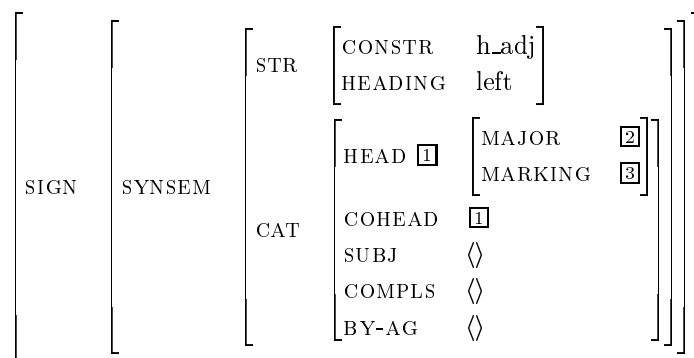 CONSTR h_adj
STR
HEADING left
MAJOR 2
HEAD 1
MARKING 3
SIGN SYNSEM
COHEAD 1
CAT
SUBJ ⟨⟩
COMPLS ⟨⟩
BY-AG ⟨⟩